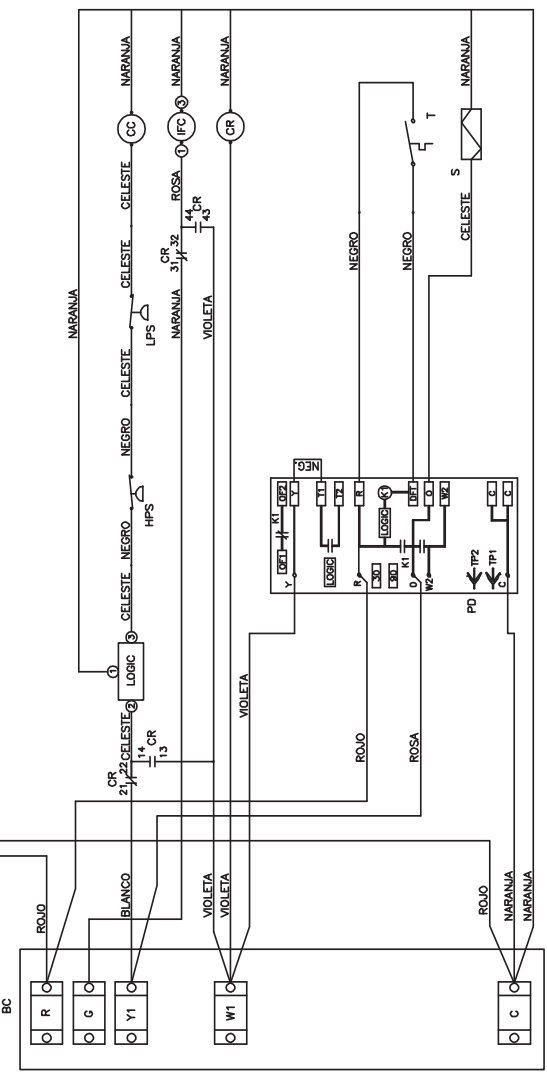 NARANJA
NARANJA
NARANJA
NARANJA
NARANJA
CC
3
IFC
1
CR
CELESTE
ROSA
44
CR
43
CR
31
32
CELESTE
NARANJA
VIOLETA
LPS
CELESTE
NEGRO
HPS
NEGRO
CELESTE
NEGRO
NEGRO
T
S
CELESTE
1
3
LOGIC
2
CELESTE
CR
21
22
14
CR
13
NEG.
OF2
Y
T1
T2
R
K1
DFT
O
W2
C
C
K1
OF1
LOGIC
LOGIC
K1
Y
R
30
90
O
W2
TP2
TP1
PD
C
VIOLETA
ROJO
ROSA
ROJO
BLANCO
VIOLETA
VIOLETA
ROJO
NARANJA
NARANJA
BC
R
G
Y1
W1
C